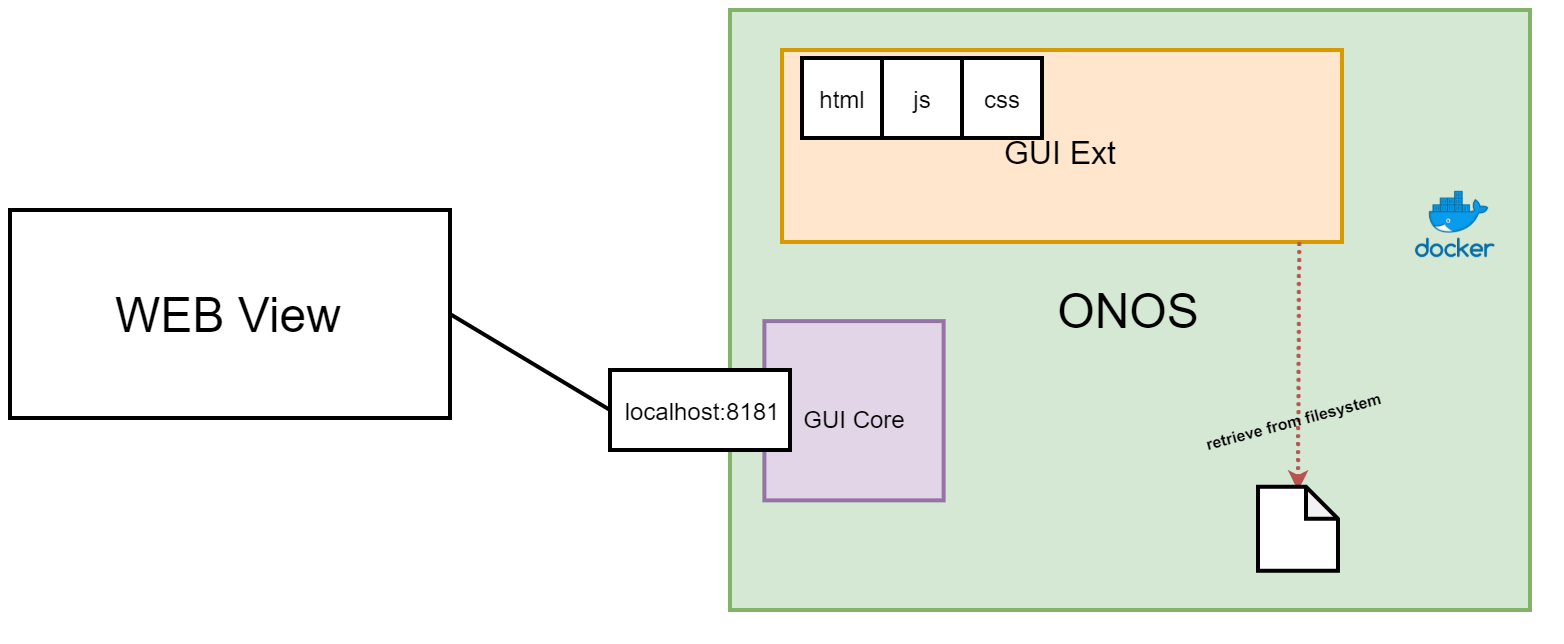 html
js
css
GUI Ext
docker
WEB View
ONOS
localhost:8181
GUI Core
retrieve from filesystem